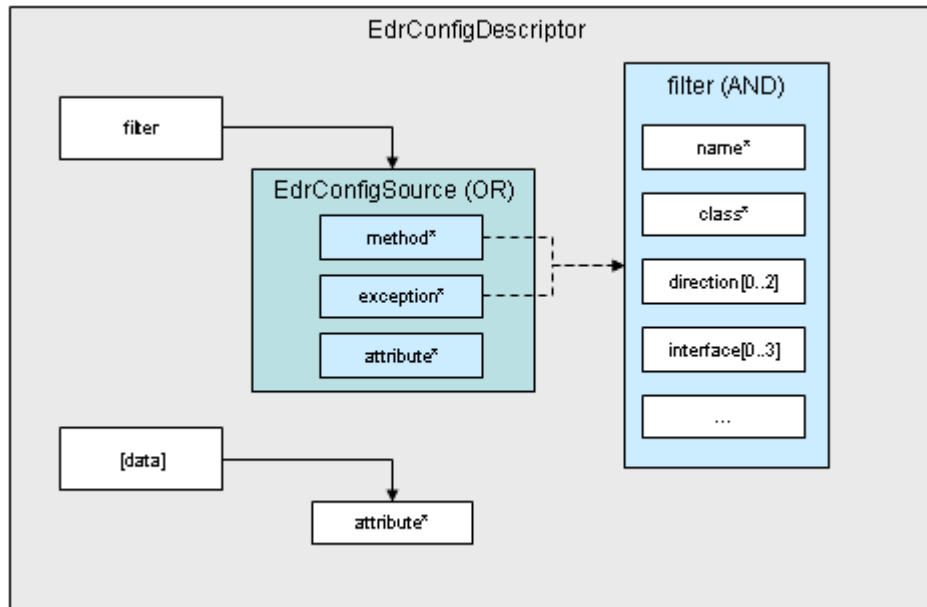 EdrConfigDescriptor
filter
EdrConfigSource (OR)
method*
exception*
attribute*
filter (AND)
name*
class*
direction[0..2]
interface[0..3]
...
[data]
attribute*